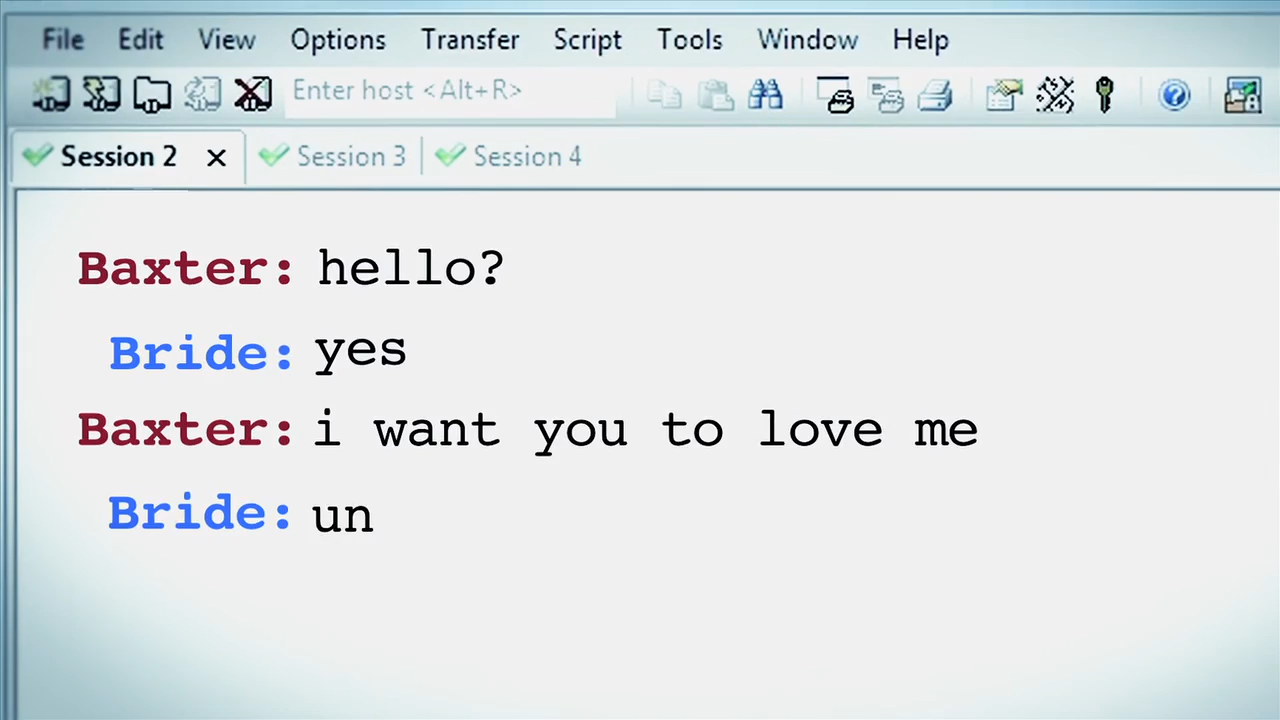 File Edit View Options Transfer Script Tools Window Help
Enter host <Alt+R>
Session 2 Session 3 Session 4
Baxter: hello?
Bride: yes
Baxter: i want you to love me
Bride: un